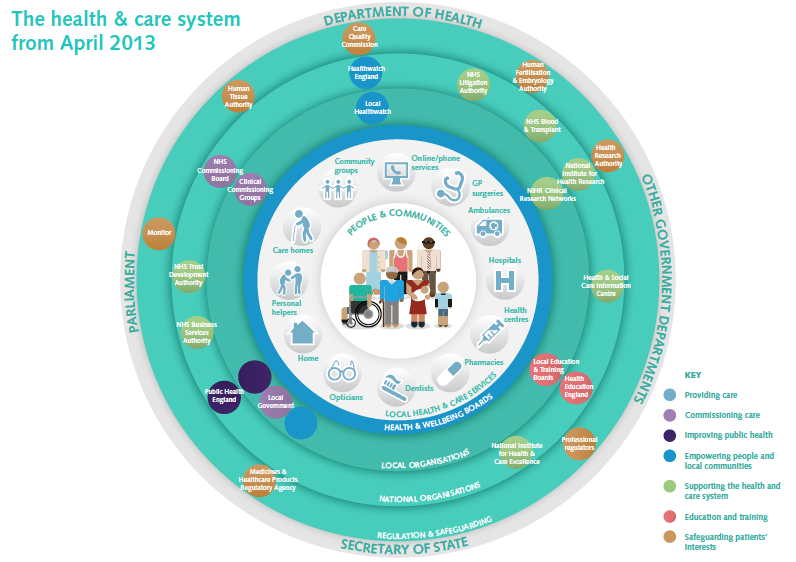 The health & care system
from April 2013
DEPARTMENT OF HEALTH
Care
Quality
Commission
Healthwatch
England
Local
Healthwatch
NHS
Litigation
Authority
Human
Fertilisation
& Embryology
Authority
Human
Tissue
Authority
NHS Blood
& Transplant
Health
Research
Authority
National
Institute for
Health Research
NIHR Clinical
Research Networks
NHS
Commissioning
Board
Clinical
Commissioning
Groups
Community
groups
Online/phone
services
GP
surgeries
Ambulances
PEOPLE & COMMUNITIES
Monitor
Care homes
Hospitals
OTHER GOVERNMENT DEPARTMENTS
PARLIAMENT
NHS Trust
Development
Authority
Health & Social
Care Information
Centre
Personal
helpers
Health
centres
NHS Business
Services
Authority
Home
Pharmacies
Local Education
& Training
Boards
Health
Education
England
Opticians
Dentists
Public Health
England
Local
Government
LOCAL HEALTH & CARE SERVICES
HEALTH & WELLBEING BOARDS
Professional
regulators
National Institute
for Health &
Care Excellence
LOCAL ORGANISATIONS
Medicines &
Healthcare Products
Regulatory Agency
NATIONAL ORGANISATIONS
REGULATION & SAFEGUARDING
SECRETARY OF STATE
KEY
Providing care
Commissioning care
Improving public health
Empowering people and
local communities
Supporting the health and
care system
Education and training
Safeguarding patients'
interests